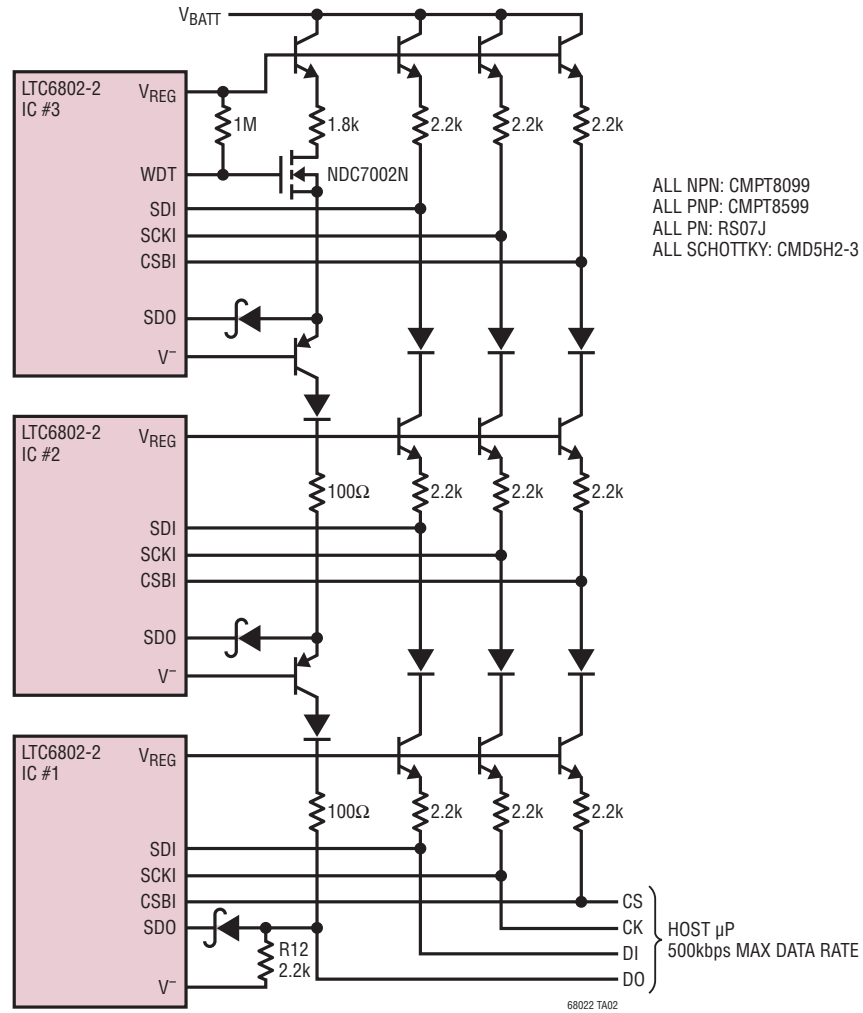 VBATT
LTC6802-2
IC #3
VREG
1M
1.8k
2.2k
2.2k
2.2k
WDT
NDC7002N
SDI
SCKI
CSBI
SDO
V–
ALL NPN: CMPT8099
ALL PNP: CMPT8599
ALL PN: RS07J
ALL SCHOTTKY: CMD5H2-3
LTC6802-2
IC #2
VREG
100Ω
2.2k
2.2k
2.2k
SDI
SCKI
CSBI
SDO
V–
LTC6802-2
IC #1
VREG
100Ω
2.2k
2.2k
2.2k
SDI
SCKI
CSBI
SDO
R12
2.2k
V–
CS
CK
DI
DO
HOST µP
500kbps MAX DATA RATE
68022 TA02